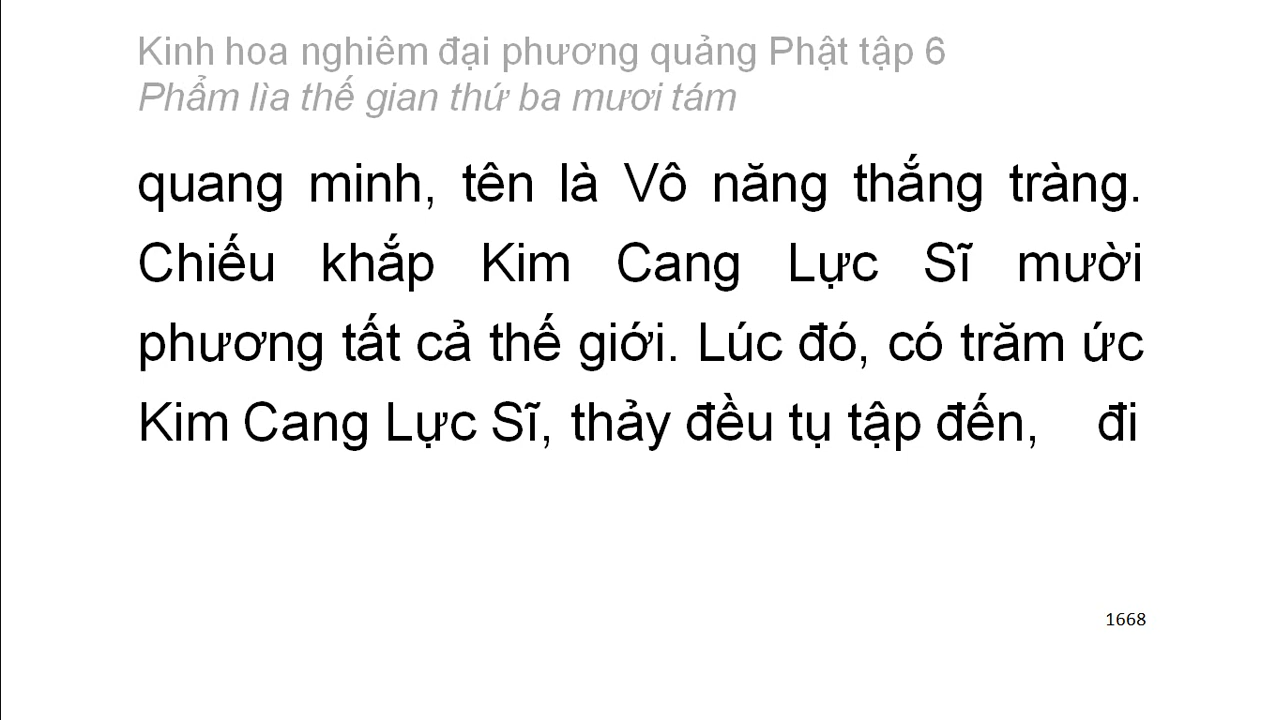 Kinh hoa nghiêm đại phương quảng Phật tập 6
Phẩm lìa thế gian thứ ba mươi tám
quang minh, tên là Vô năng thắng tràng.
Chiếu khắp Kim Cang Lực Sĩ mười
phương tất cả thế giới. Lúc đó, có trăm ức
Kim Cang Lực Sĩ, thảy đều tụ tập đến, đi
1668